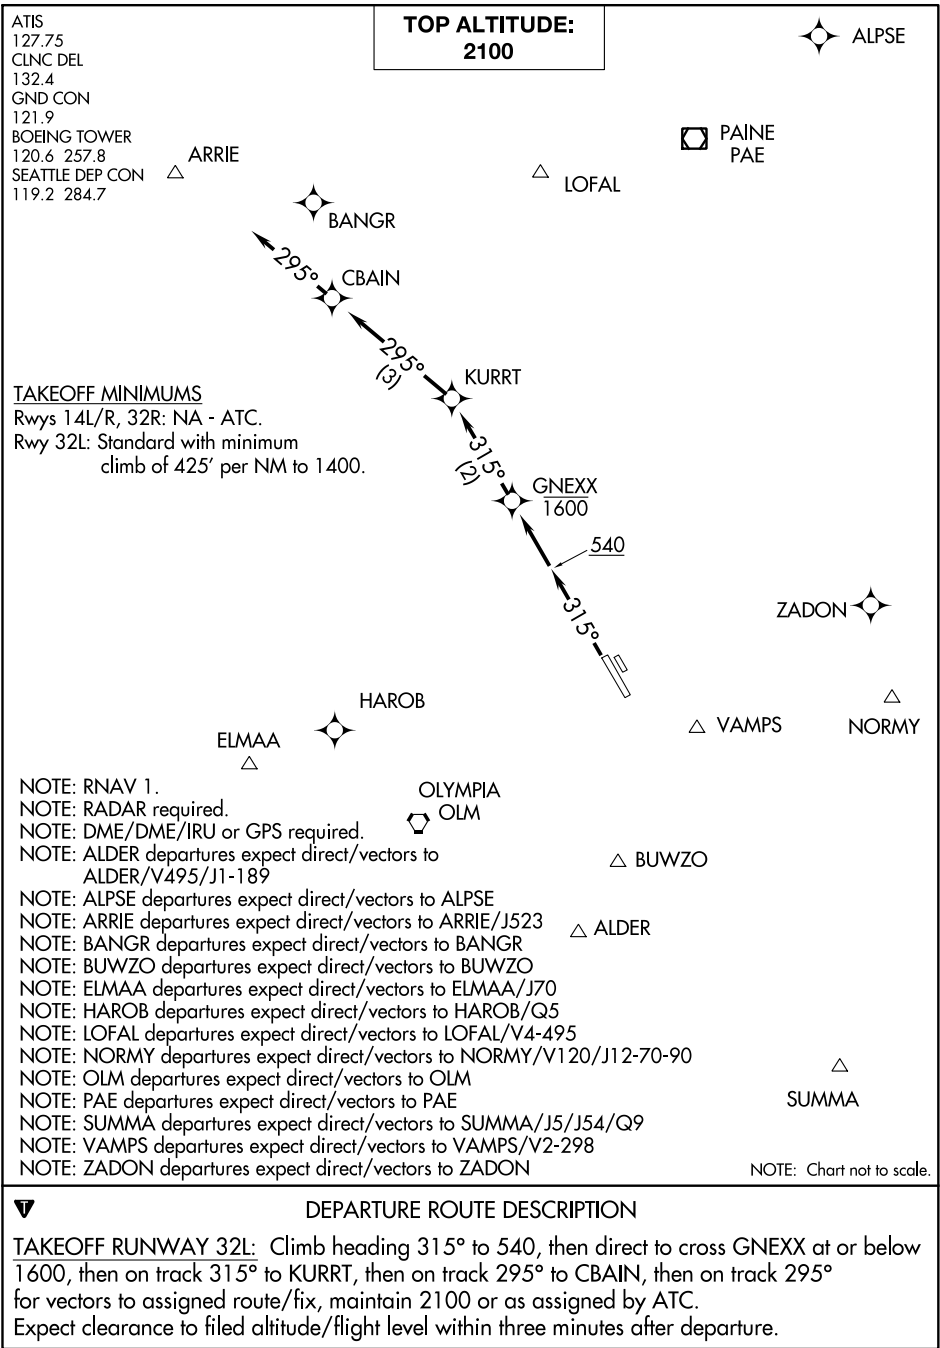 ATIS
127.75
CLNC DEL
132.4
GND CON
121.9
BOEING TOWER
120.6 257.8
SEATTLE DEP CON
119.2 284.7
TOP ALTITUDE:
2100
ALPSE
PAINE
PAE
ARRIE
LOFAL
BANGR
295°
CBAIN
295°
(3)
KURRT
TAKEOFF MINIMUMS
Rwys 14L/R, 32R: NA - ATC.
Rwy 32L: Standard with minimum
climb of 425' per NM to 1400.
315°
(2)
GNEXX
1600
540
315°
ZADON
HAROB
ELMAA
VAMPS
NORMY
OLYMPIA
OLM
BUWZO
ALDER
SUMMA
NOTE: RNAV 1.
NOTE: RADAR required.
NOTE: DME/DME/IRU or GPS required.
NOTE: ALDER departures expect direct/vectors to
ALDER/V495/J1-189
NOTE: ALPSE departures expect direct/vectors to ALPSE
NOTE: ARRIE departures expect direct/vectors to ARRIE/J523
NOTE: BANGR departures expect direct/vectors to BANGR
NOTE: BUWZO departures expect direct/vectors to BUWZO
NOTE: ELMAA departures expect direct/vectors to ELMAA/J70
NOTE: HAROB departures expect direct/vectors to HAROB/Q5
NOTE: LOFAL departures expect direct/vectors to LOFAL/V4-495
NOTE: NORMY departures expect direct/vectors to NORMY/V120/J12-70-90
NOTE: OLM departures expect direct/vectors to OLM
NOTE: PAE departures expect direct/vectors to PAE
NOTE: SUMMA departures expect direct/vectors to SUMMA/J5/J54/Q9
NOTE: VAMPS departures expect direct/vectors to VAMPS/V2-298
NOTE: ZADON departures expect direct/vectors to ZADON
NOTE: Chart not to scale.
T
DEPARTURE ROUTE DESCRIPTION
TAKEOFF RUNWAY 32L: Climb heading 315° to 540, then direct to cross GNEXX at or below
1600, then on track 315° to KURRT, then on track 295° to CBAIN, then on track 295°
for vectors to assigned route/fix, maintain 2100 or as assigned by ATC.
Expect clearance to filed altitude/flight level within three minutes after departure.